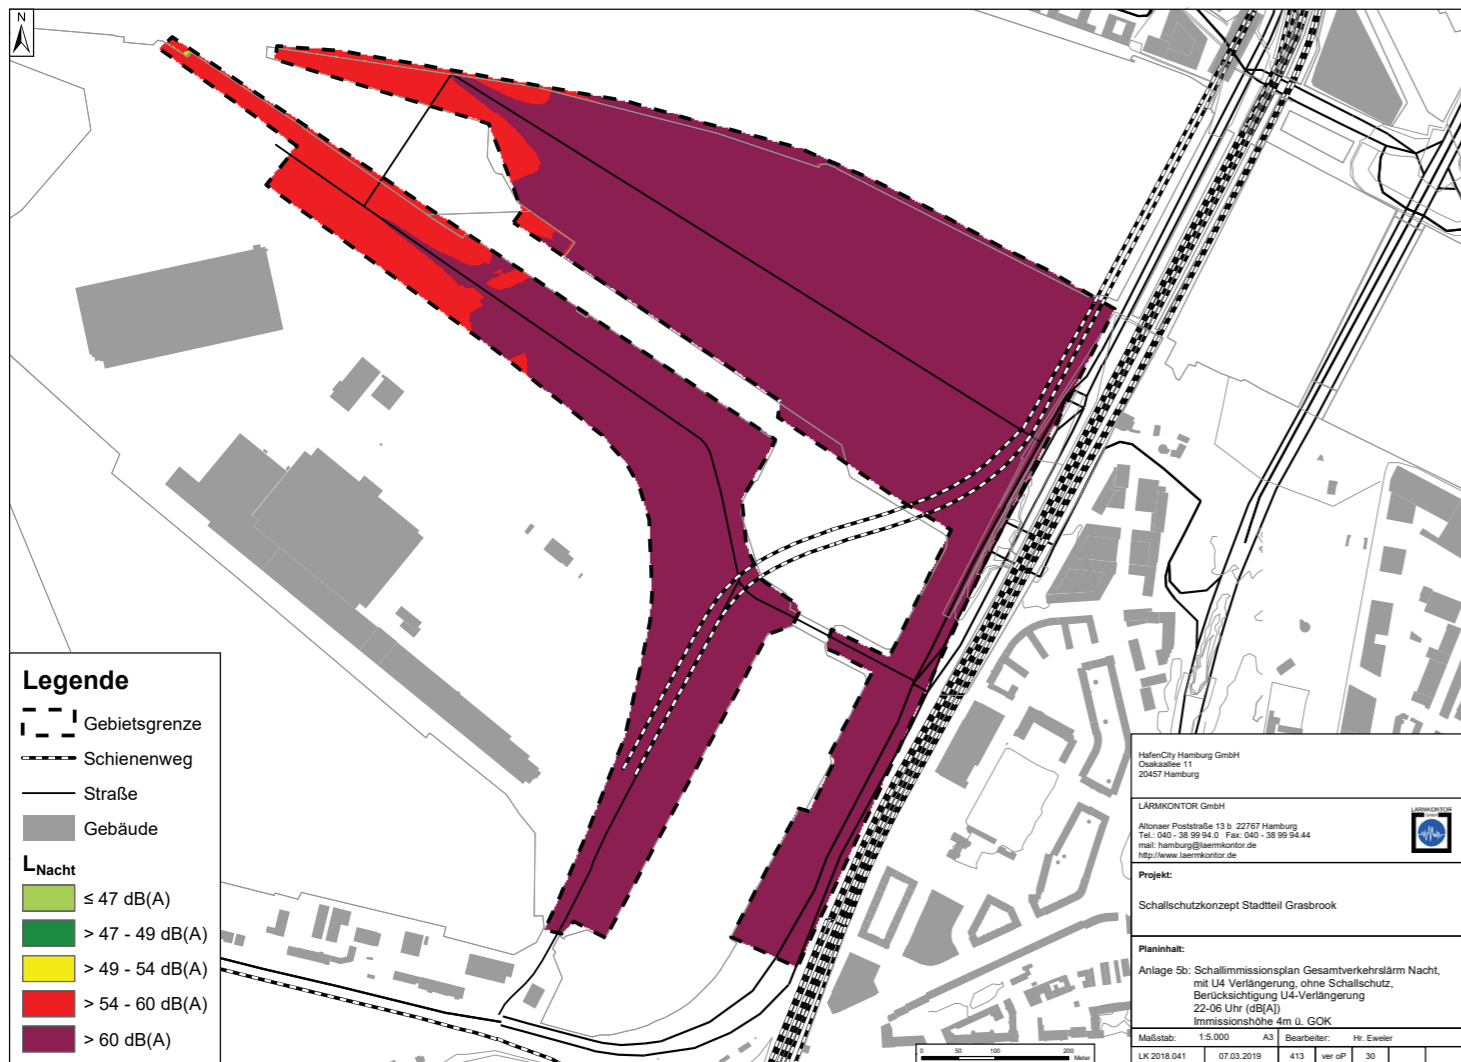 N
Legende
Gebietsgrenze
Schienenweg
Straße
Gebäude
LNacht
≤ 47 dB(A)
> 47 - 49 dB(A)
> 49 - 54 dB(A)
> 54 - 60 dB(A)
> 60 dB(A)
HafenCity Hamburg GmbH
Osakaallee 11
20457 Hamburg
LÄRMKONTOR GmbH
Altonaer Poststraße 13 b 22767 Hamburg
Tel.: 040 - 38 99 94.0 Fax: 040 - 38 99 94.44
mail: hamburg@laermkontor.de
http://www.laermkontor.de
LÄRMKONTOR
GmbH
Projekt:
Schallschutzkonzept Stadtteil Grasbrook
Planinhalt:
Anlage 5b: Schallimmissionsplan Gesamtverkehrslärm Nacht,
mit U4 Verlängerung, ohne Schallschutz,
Berücksichtigung U4-Verlängerung
22-06 Uhr (dB[A])
Immissionshöhe 4m ü. GOK
Maßstab: 1:5.000 A3 Bearbeiter: Hr. Eweler
LK 2018.041 07.03.2019 413 ver oP 30
0 50 100 200
Meter